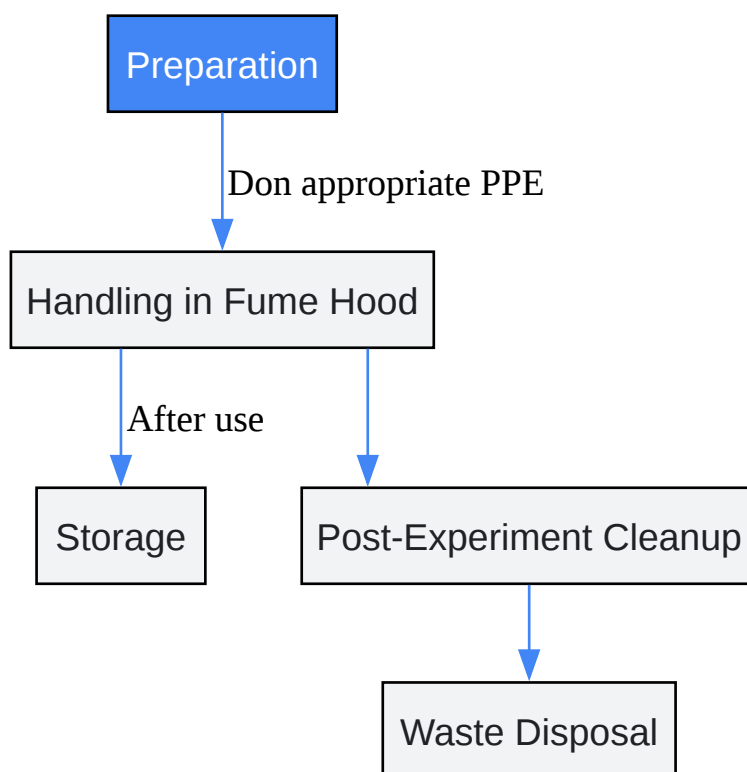 Preparation
Don appropriate PPE
Handling in Fume Hood
After use
Storage
Post-Experiment Cleanup
Waste Disposal